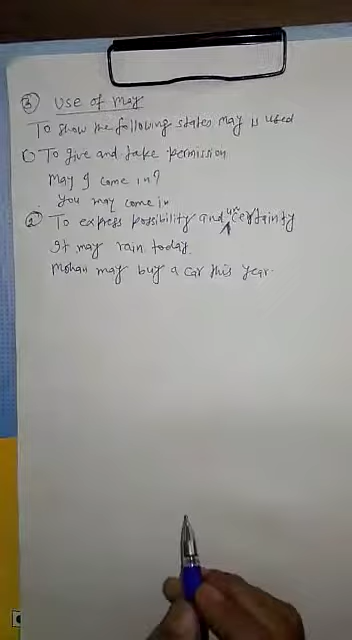 ③ Use of may
To show the following states may is used
① To give and take permission
May I come in?
You may come in
② To express possibility and uncertainty
It may rain today.
Mohan may buy a car this year.